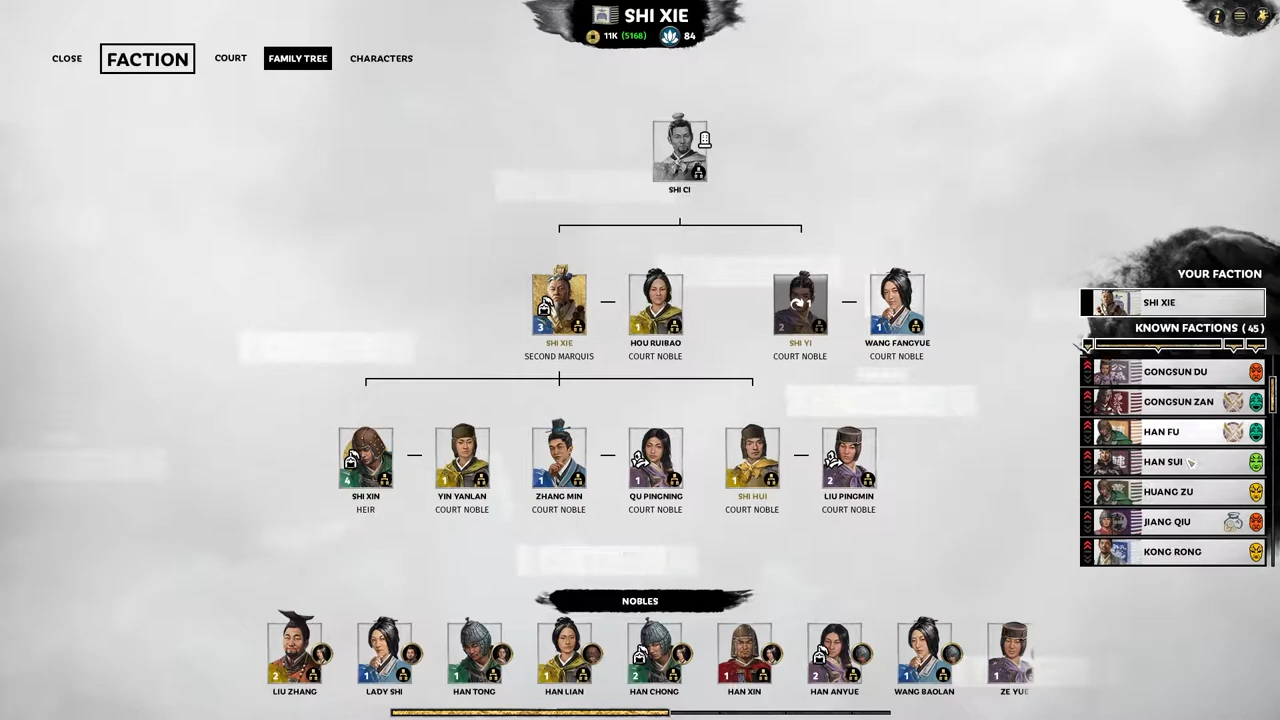 SHI XIE
11K (5168) 84
CLOSE FACTION COURT FAMILY TREE CHARACTERS
SHI CI
3 1 2 1 1
SHI XIE HOU RUIBAO SHI YI WANG FANGYUE
SECOND MARQUIS COURT NOBLE COURT NOBLE COURT NOBLE
4 1 1 1 1 2
SHI XIN YIN YANLAN ZHANG MIN QU PINGNING SHI HUI LIU PINGMIN
HEIR COURT NOBLE COURT NOBLE COURT NOBLE COURT NOBLE COURT NOBLE
NOBLES
2 1 1 1 2 1 2 1 1
LIU ZHANG LADY SHI HAN TONG HAN LIAN HAN CHONG HAN XIN HAN ANYUE WANG BAOLAN ZE YUE
YOUR FACTION
SHI XIE
KNOWN FACTIONS (45)
GONGSUN DU
GONGSUN ZAN
HAN FU
HAN SUI
HUANG ZU
JIANG QIU
KONG RONG